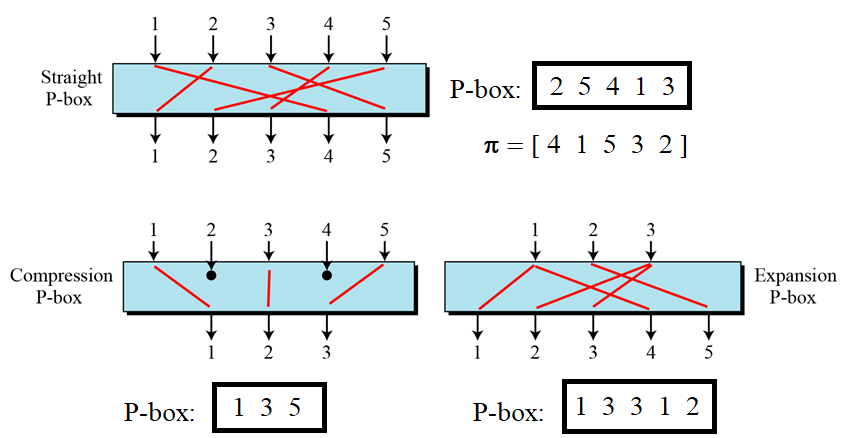 1 2 3 4 5
Straight
P-box
1 2 3 4 5
P-box: 2 5 4 1 3
π = [ 4 1 5 3 2 ]
1 2 3 4 5
Compression
P-box
1 2 3
P-box: 1 3 5
1 2 3
Expansion
P-box
1 2 3 4 5
P-box: 1 3 3 1 2